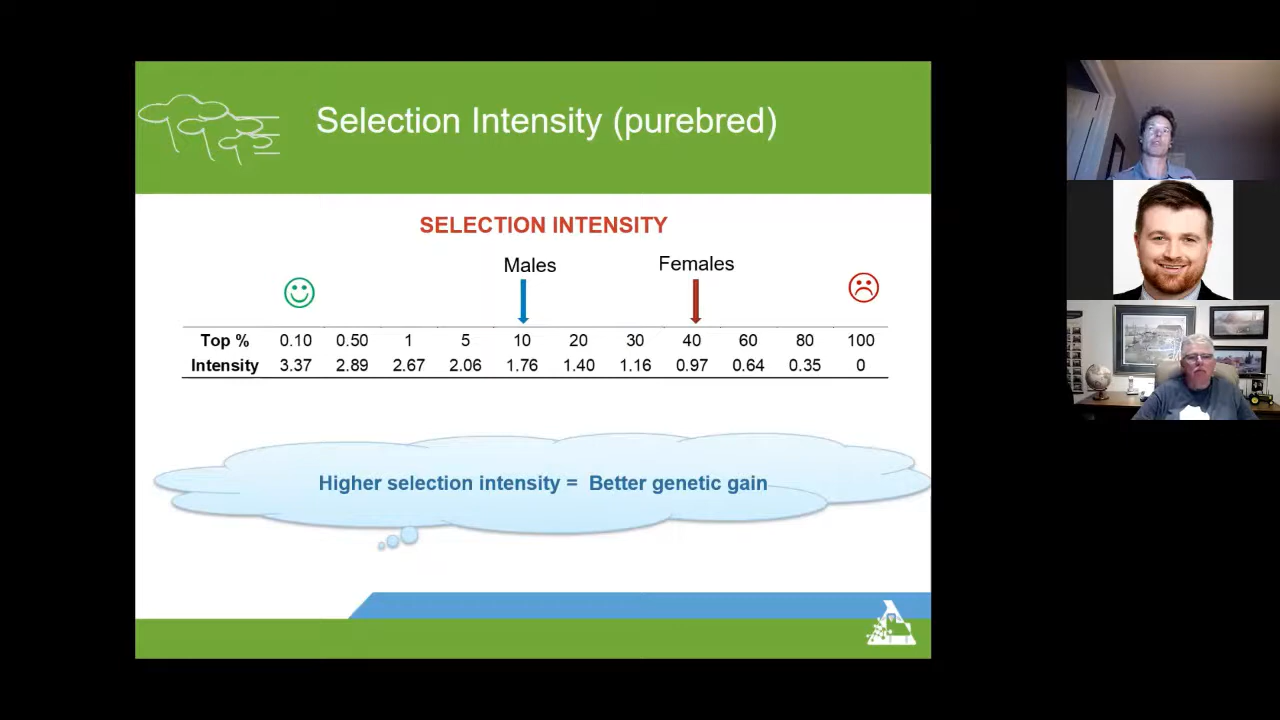 Selection Intensity (purebred)
SELECTION INTENSITY
Males
Females
Top % 0.10 0.50 1 5 10 20 30 40 60 80 100
Intensity 3.37 2.89 2.67 2.06 1.76 1.40 1.16 0.97 0.64 0.35 0
Higher selection intensity = Better genetic gain